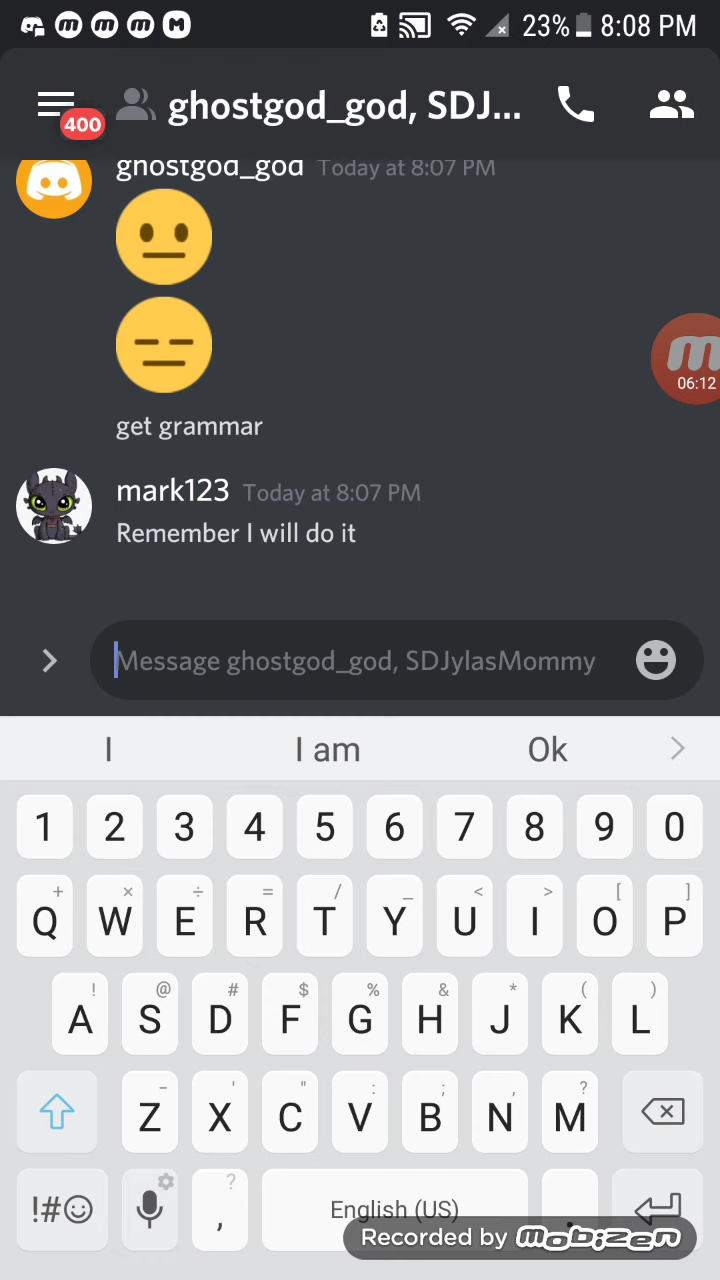 23% 8:08 PM
400
ghostgod_god, SDJ...
ghostgod_god Today at 8:07 PM
get grammar
06:12
mark123 Today at 8:07 PM
Remember I will do it
Message ghostgod_god, SDJylasMommy
I I am Ok
1 2 3 4 5 6 7 8 9 0
+ × ÷ = / _ < > [ ]
Q W E R T Y U I O P
! @ # $ % & * ( )
A S D F G H J K L
- ' " : ; , ?
Z X C V B N M
?
!# , English (US) .
Recorded by mobizen